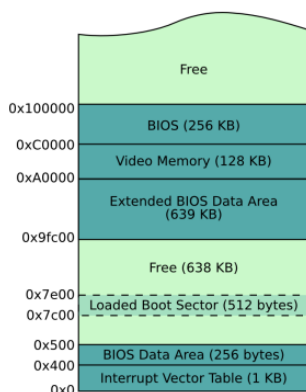 Free
0x100000
BIOS (256 KB)
0xC0000
Video Memory (128 KB)
0xA0000
Extended BIOS Data Area
(639 KB)
0x9fc00
Free (638 KB)
0x7e00
Loaded Boot Sector (512 bytes)
0x7c00
0x500
BIOS Data Area (256 bytes)
0x400
Interrupt Vector Table (1 KB)
0x0